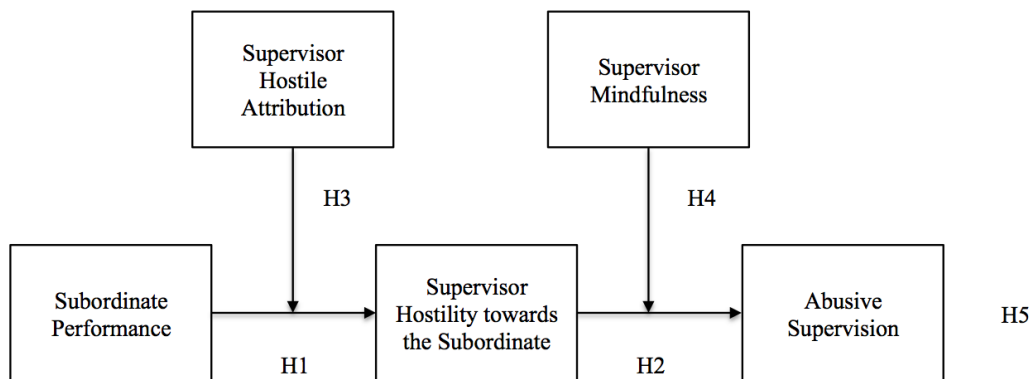 Supervisor
Hostile
Attribution
Supervisor
Mindfulness
H3
H4
Subordinate
Performance
Supervisor
Hostility towards
the Subordinate
Abusive
Supervision
H5
H1
H2